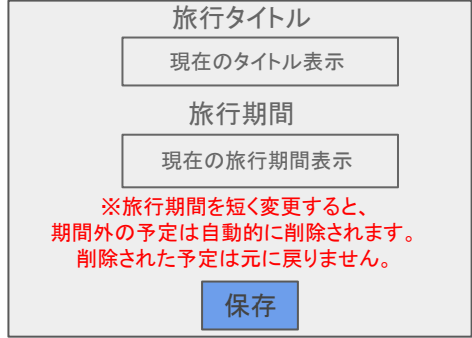 旅行タイトル
現在のタイトル表示
旅行期間
現在の旅行期間表示
※旅行期間を短く変更すると、
期間外の予定は自動的に削除されます。
削除された予定は元に戻りません。
保存